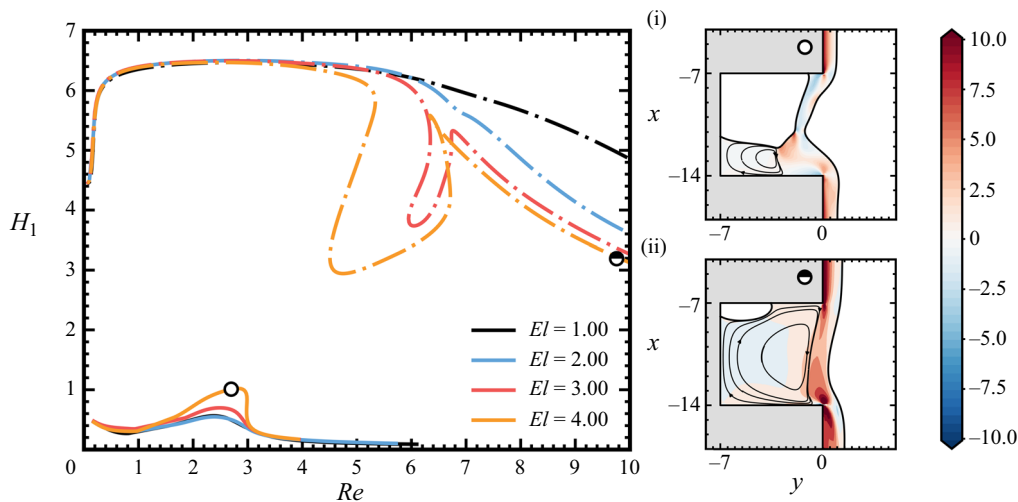 H1
7
6
5
4
3
2
1
0
0 1 2 3 4 5 6 7 8 9 10
Re
El = 1.00
El = 2.00
El = 3.00
El = 4.00
(i)
x
−7
−14
−7 0
(ii)
x
−7
−14
−7 0
y
10.0
7.5
5.0
2.5
0
−2.5
−5.0
−7.5
−10.0